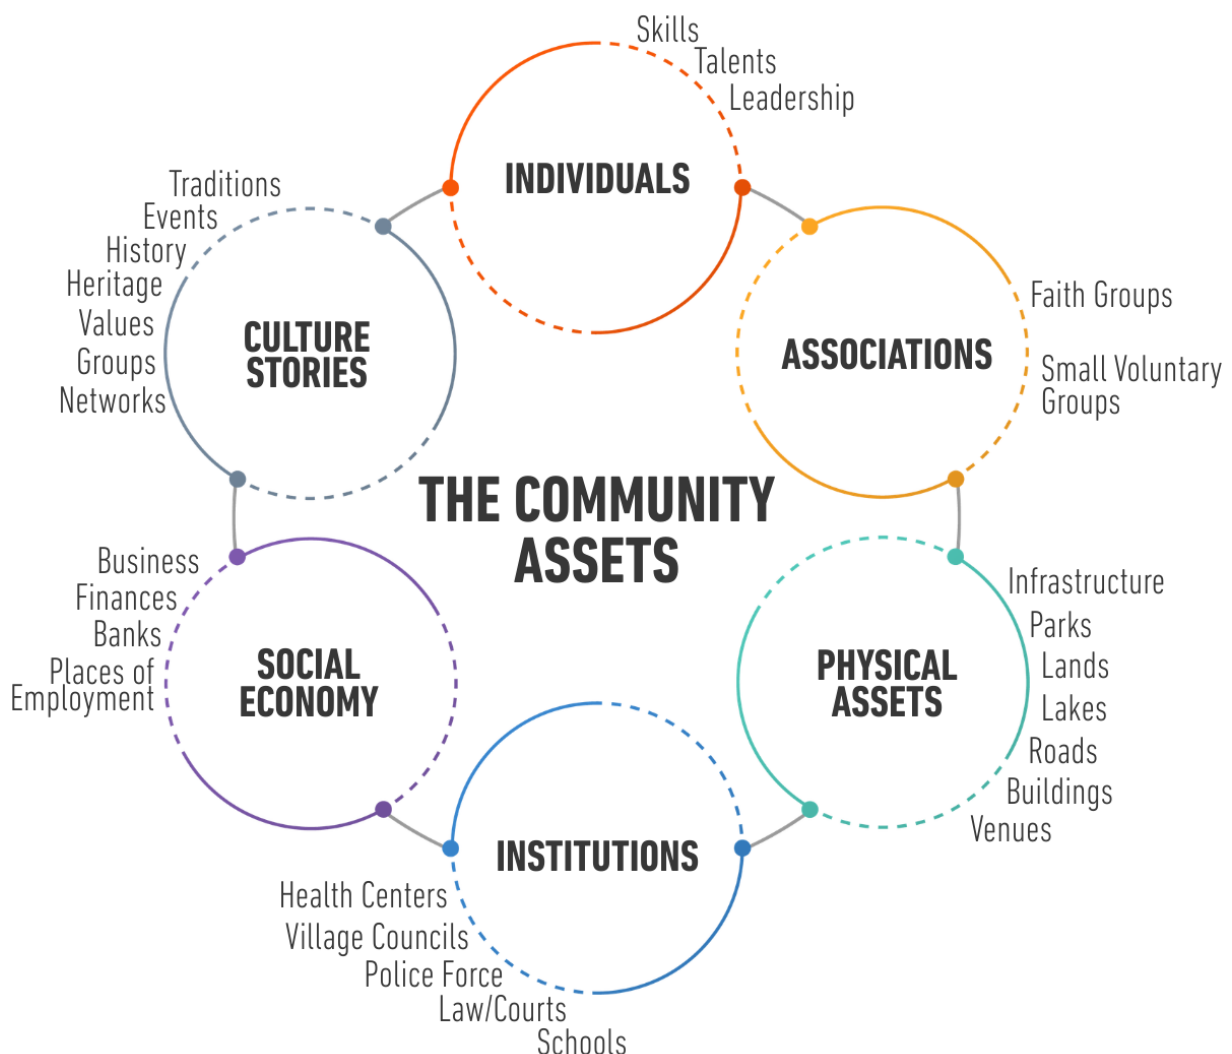 Skills
Talents
Leadership
INDIVIDUALS
Traditions
Events
History
Heritage
Values
Groups
Networks
CULTURE
STORIES
ASSOCIATIONS
Faith Groups
Small Voluntary
Groups
THE COMMUNITY
ASSETS
Business
Finances
Banks
Places of
Employment
SOCIAL
ECONOMY
PHYSICAL
ASSETS
Infrastructure
Parks
Lands
Lakes
Roads
Buildings
Venues
INSTITUTIONS
Health Centers
Village Councils
Police Force
Law/Courts
Schools